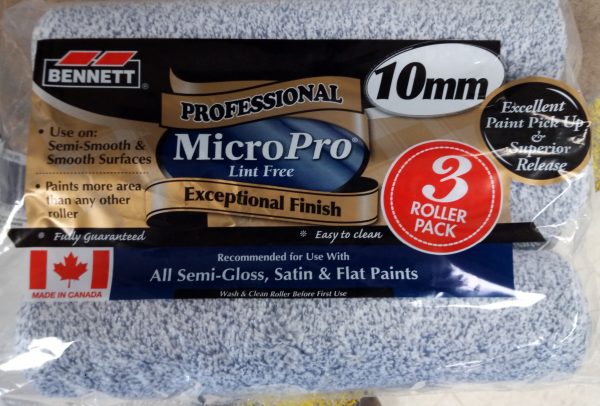 BENNETT®
10mm
PROFESSIONAL
MicroPro®
Lint Free
Exceptional Finish
• Use on:
Semi-Smooth &
Smooth Surfaces
• Paints more area
than any other
roller
Excellent
Paint Pick Up
&
Superior
Release
3
ROLLER
PACK
* Fully Guaranteed
* Easy to clean
MADE IN CANADA
Recommended for Use With
All Semi-Gloss, Satin & Flat Paints
Wash & Clean Roller Before First Use